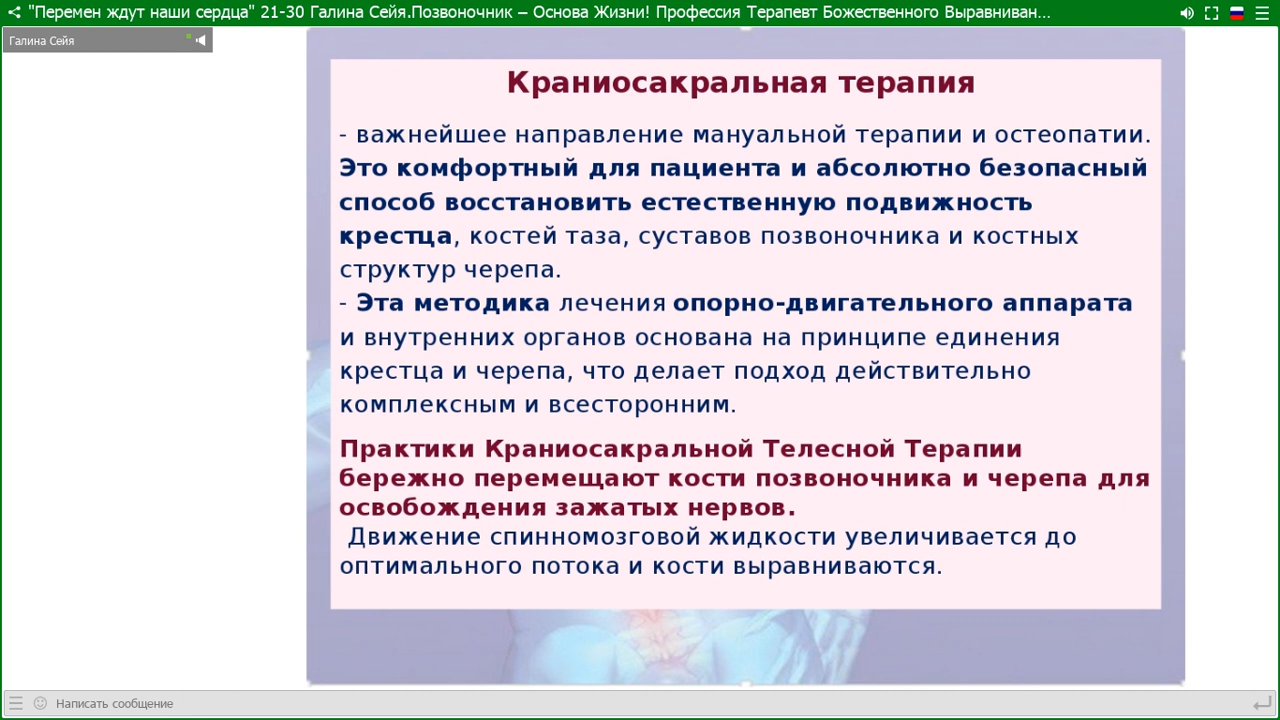 "Перемен ждут наши сердца" 21-30 Галина Сейя.Позвоночник – Основа Жизни! Профессия Терапевт Божественного Выравниван...
Галина Сейя
Краниосакральная терапия
- важнейшее направление мануальной терапии и остеопатии.
Это комфортный для пациента и абсолютно безопасный
способ восстановить естественную подвижность
крестца, костей таза, суставов позвоночника и костных
структур черепа.
- Эта методика лечения опорно-двигательного аппарата
и внутренних органов основана на принципе единения
крестца и черепа, что делает подход действительно
комплексным и всесторонним.
Практики Краниосакральной Телесной Терапии
бережно перемещают кости позвоночника и черепа для
освобождения зажатых нервов.
Движение спинномозговой жидкости увеличивается до
оптимального потока и кости выравниваются.
Написать сообщение